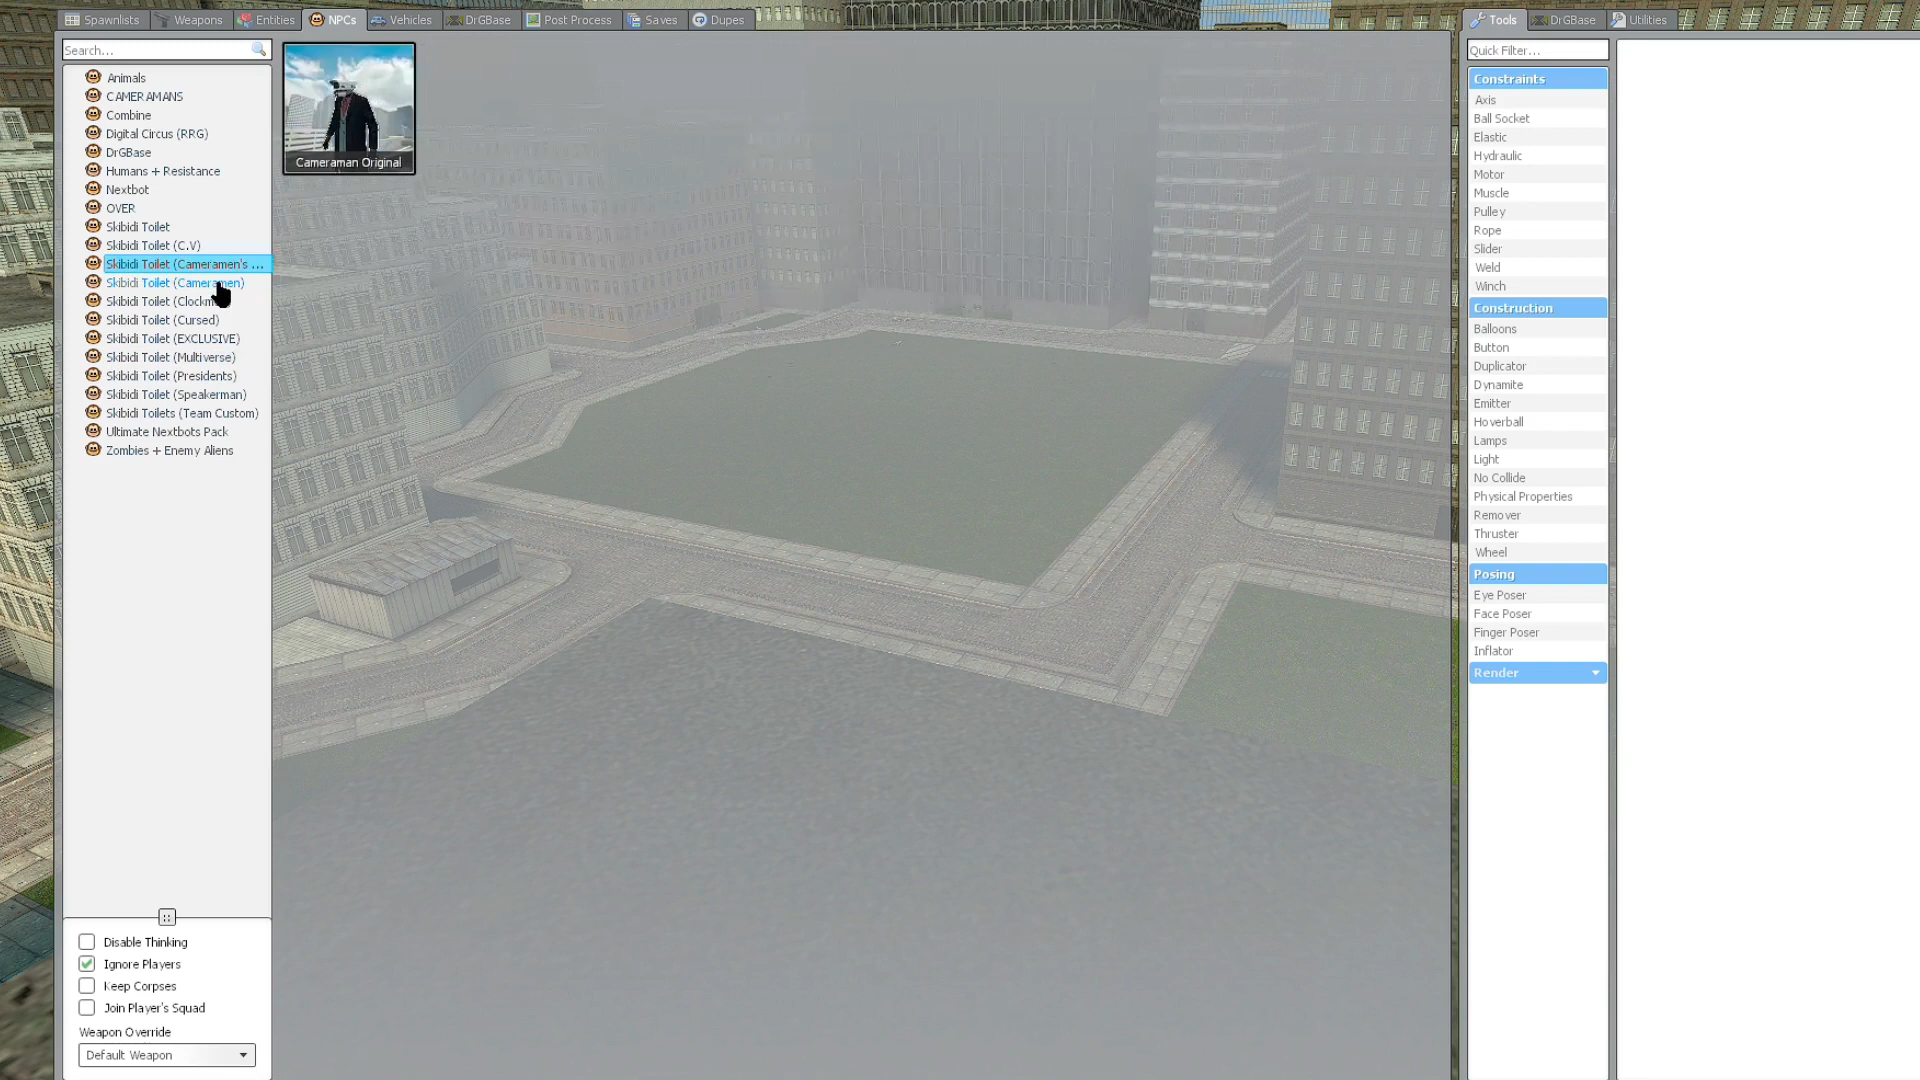 Spawnlists
Weapons
Entities
NPCs
Vehicles
DrGBase
Post Process
Saves
Dupes
Search...
Animals
CAMERAMANS
Combine
Digital Circus (RRG)
DrGBase
Humans + Resistance
Nextbot
OVER
Skibidi Toilet
Skibidi Toilet (C.V)
Skibidi Toilet (Cameramen's ...
Skibidi Toilet (Cameramen)
Skibidi Toilet
Skibidi Toilet (Cursed)
Skibidi Toilet (EXCLUSIVE)
Skibidi Toilet (Multiverse)
Skibidi Toilet (Presidents)
Skibidi Toilet (Speakerman)
Skibidi Toilets (Team Custom)
Ultimate Nextbots Pack
Zombies + Enemy Aliens
Disable Thinking
Ignore Players
Keep Corpses
Join Player's Squad
Weapon Override
Default Weapon
Cameraman Original
Tools
DrGBase
Utilities
Quick Filter...
Constraints
Axis
Ball Socket
Elastic
Hydraulic
Motor
Muscle
Pulley
Rope
Slider
Weld
Winch
Construction
Balloons
Button
Duplicator
Dynamite
Emitter
Hoverball
Lamps
Light
No Collide
Physical Properties
Remover
Thruster
Wheel
Posing
Eye Poser
Face Poser
Finger Poser
Inflator
Render